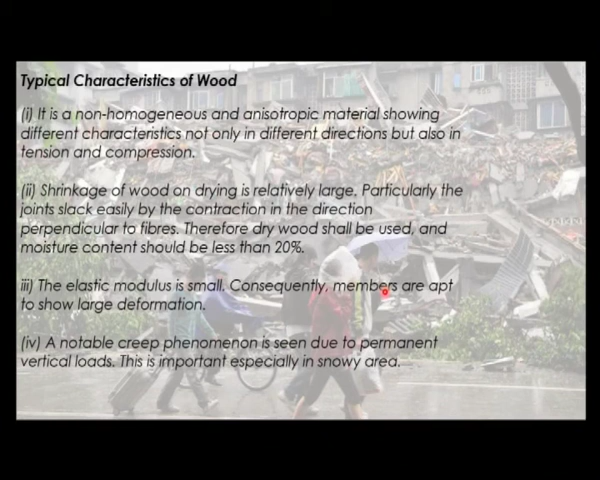 Typical Characteristics of Wood
(i) It is a non-homogeneous and anisotropic material showing
different characteristics not only in different directions but also in
tension and compression.
(ii) Shrinkage of wood on drying is relatively large. Particularly the
joints slack easily by the contraction in the direction
perpendicular to fibres. Therefore dry wood shall be used, and
moisture content should be less than 20%.
iii) The elastic modulus is small. Consequently, members are apt
to show large deformation.
(iv) A notable creep phenomenon is seen due to permanent
vertical loads. This is important especially in snowy area.